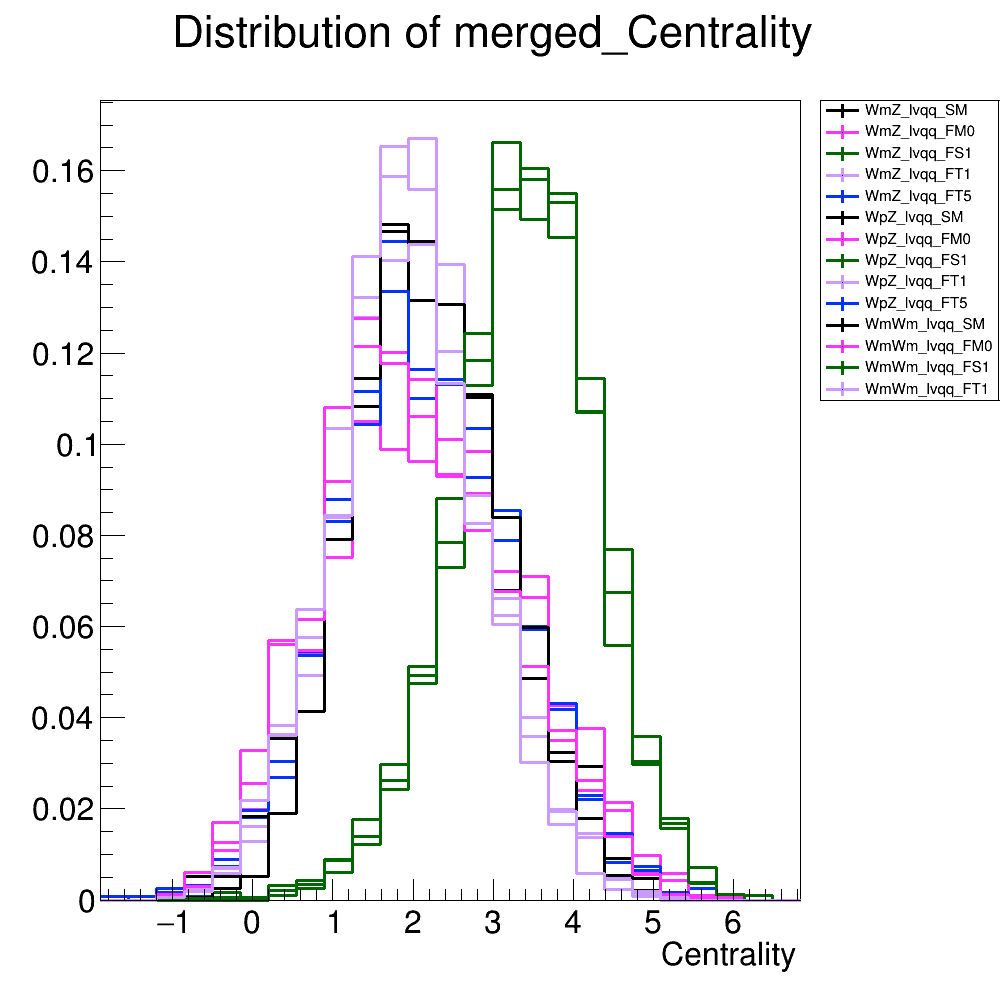 Distribution of merged_Centrality
WmZ_lvqq_SM
WmZ_lvqq_FM0
WmZ_lvqq_FS1
WmZ_lvqq_FT1
WmZ_lvqq_FT5
WpZ_lvqq_SM
WpZ_lvqq_FM0
WpZ_lvqq_FS1
WpZ_lvqq_FT1
WpZ_lvqq_FT5
WmWm_lvqq_SM
WmWm_lvqq_FM0
WmWm_lvqq_FS1
WmWm_lvqq_FT1
0.16
0.14
0.12
0.1
0.08
0.06
0.04
0.02
0
−1 0 1 2 3 4 5 6
Centrality